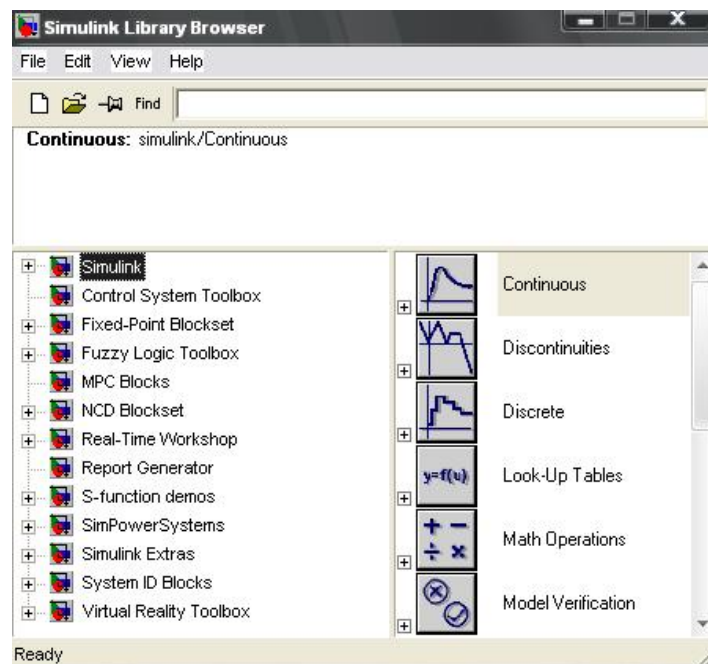 Simulink Library Browser
File Edit View Help
Find
Continuous: simulink/Continuous
Simulink
Control System Toolbox
Fixed-Point Blockset
Fuzzy Logic Toolbox
MPC Blocks
NCD Blockset
Real-Time Workshop
Report Generator
S-function demos
SimPowerSystems
Simulink Extras
System ID Blocks
Virtual Reality Toolbox
Continuous
Discontinuities
Discrete
y=f(u)
Look-Up Tables
Math Operations
Model Verification
Ready